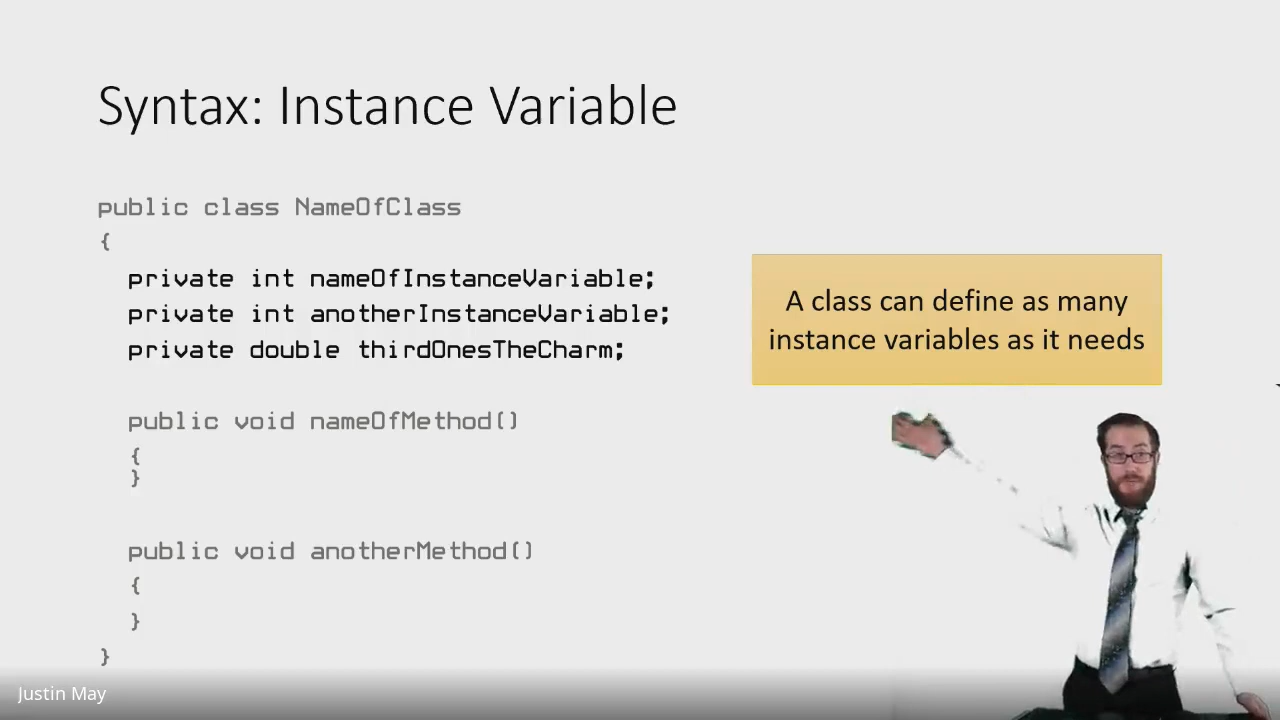 Syntax: Instance Variable
public class NameOfClass
{
private int nameOfInstanceVariable;
private int anotherInstanceVariable;
private double thirdOnesTheCharm;
public void nameOfMethod()
{
}
public void anotherMethod()
{
}
}
A class can define as many
instance variables as it needs
Justin May